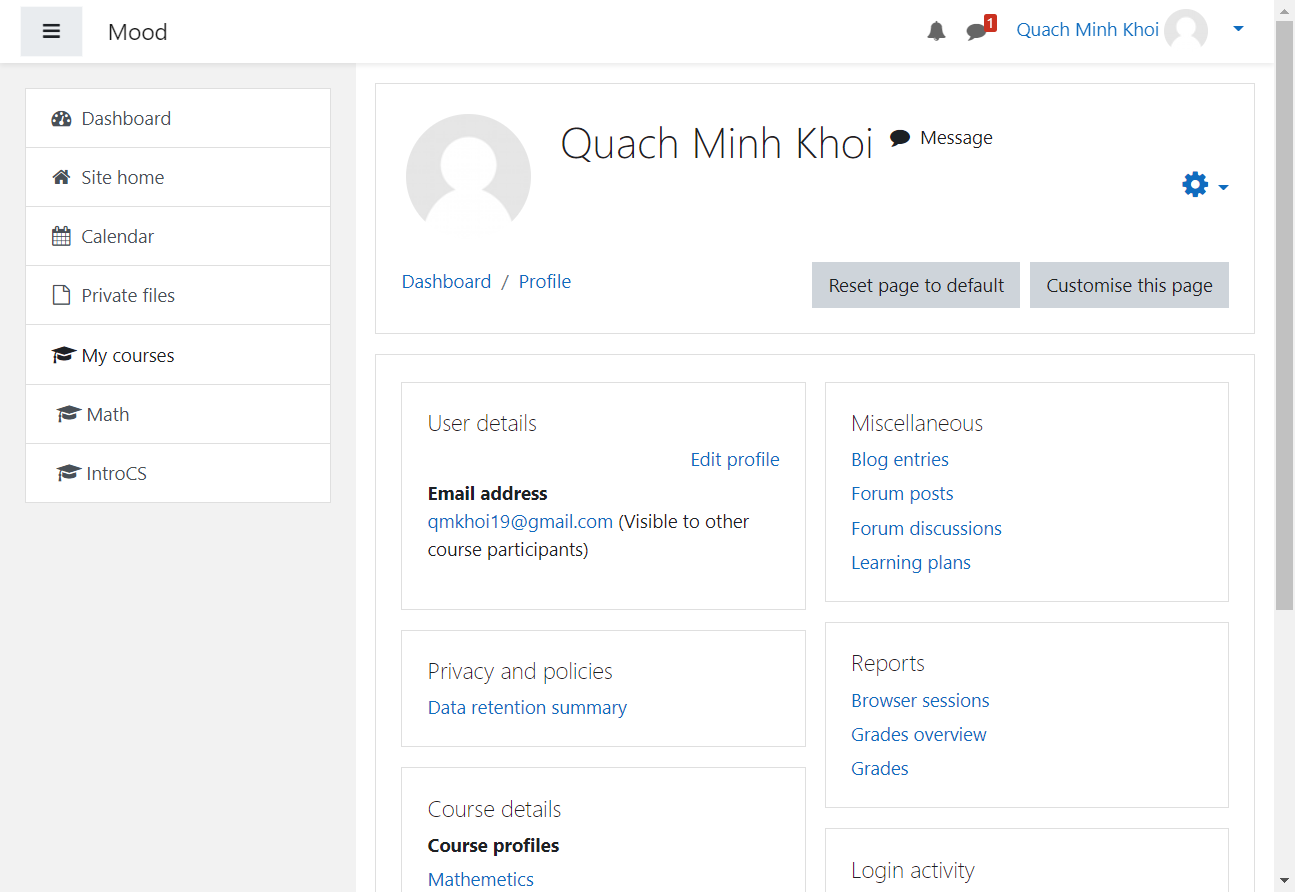 Mood
1
Quach Minh Khoi
Dashboard
Site home
Calendar
Private files
My courses
Math
IntroCS
Quach Minh Khoi
Message
Dashboard / Profile
Reset page to default
Customise this page
User details
Edit profile
Email address
qmkhoi19@gmail.com (Visible to other
course participants)
Privacy and policies
Data retention summary
Course details
Course profiles
Mathemetics
Miscellaneous
Blog entries
Forum posts
Forum discussions
Learning plans
Reports
Browser sessions
Grades overview
Grades
Login activity